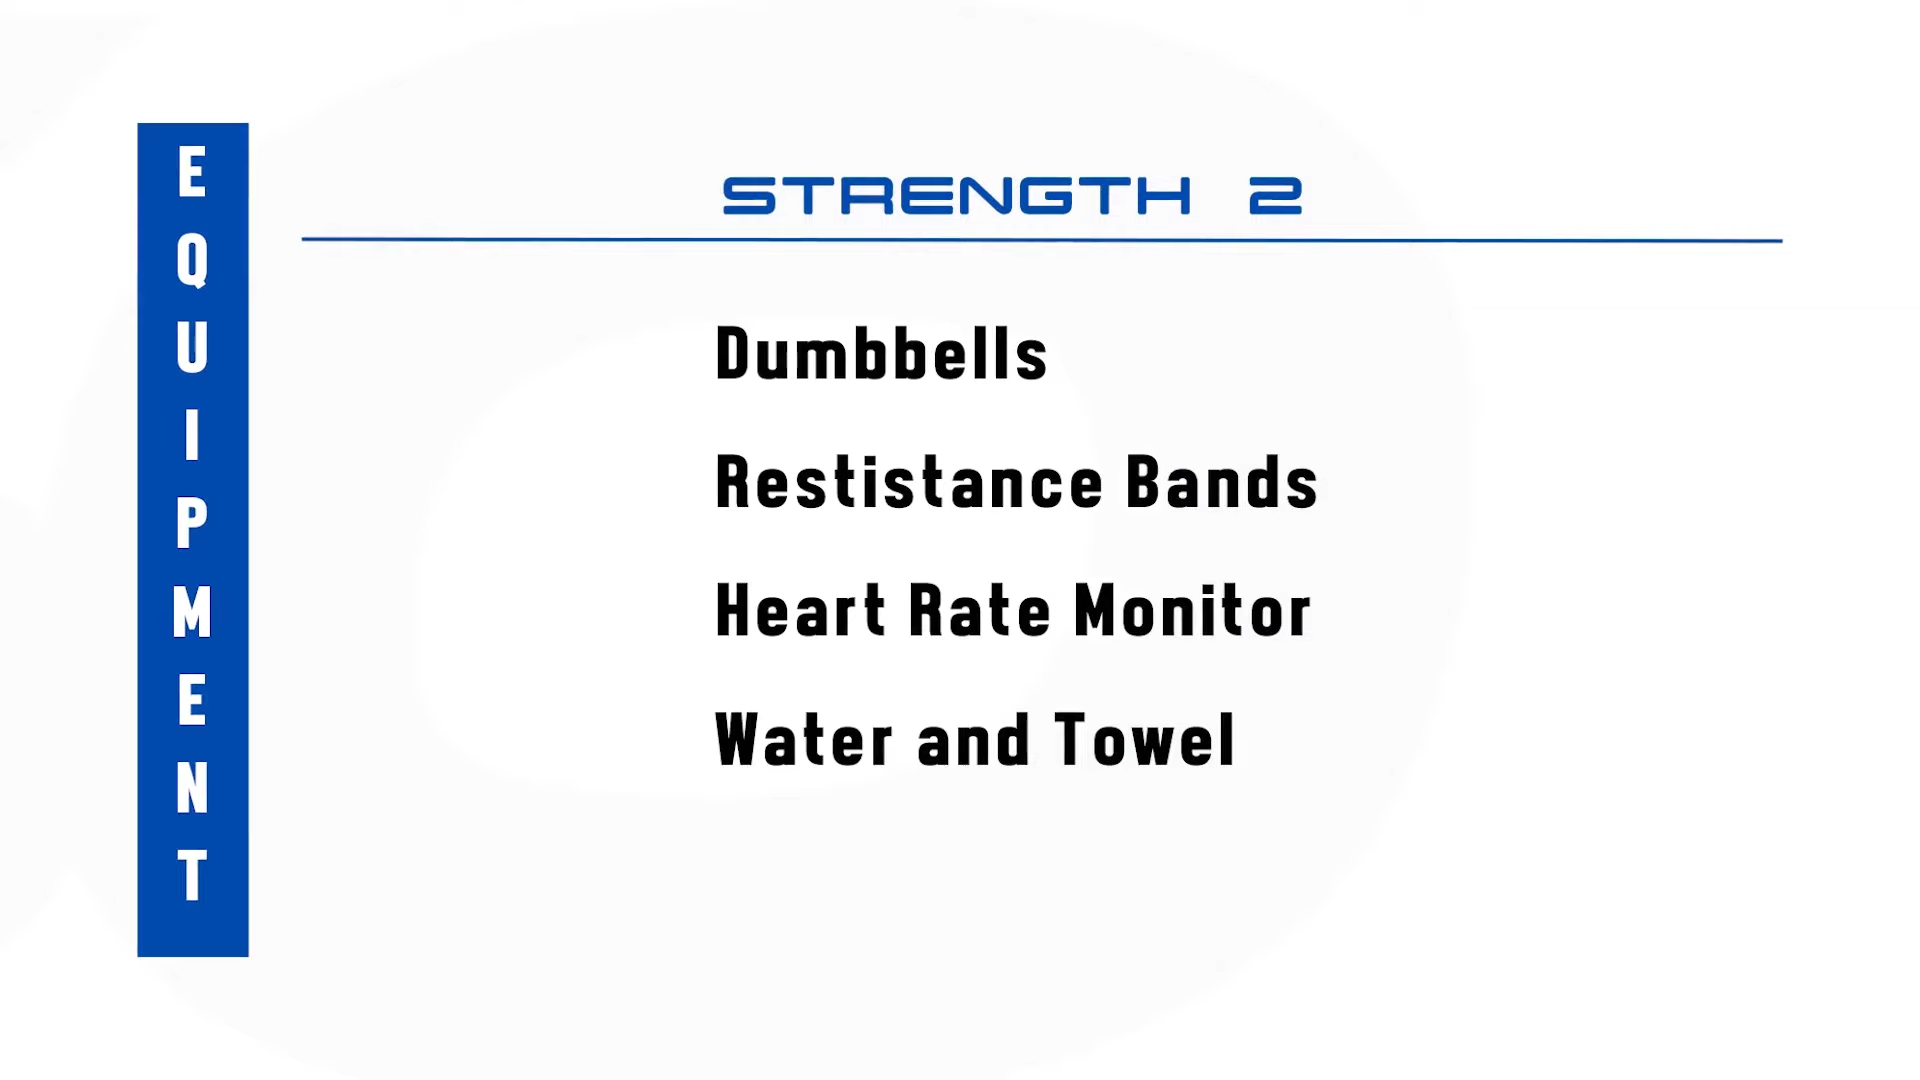 EQUIPMENT
STRENGTH 2
Dumbbells
Restistance Bands
Heart Rate Monitor
Water and Towel